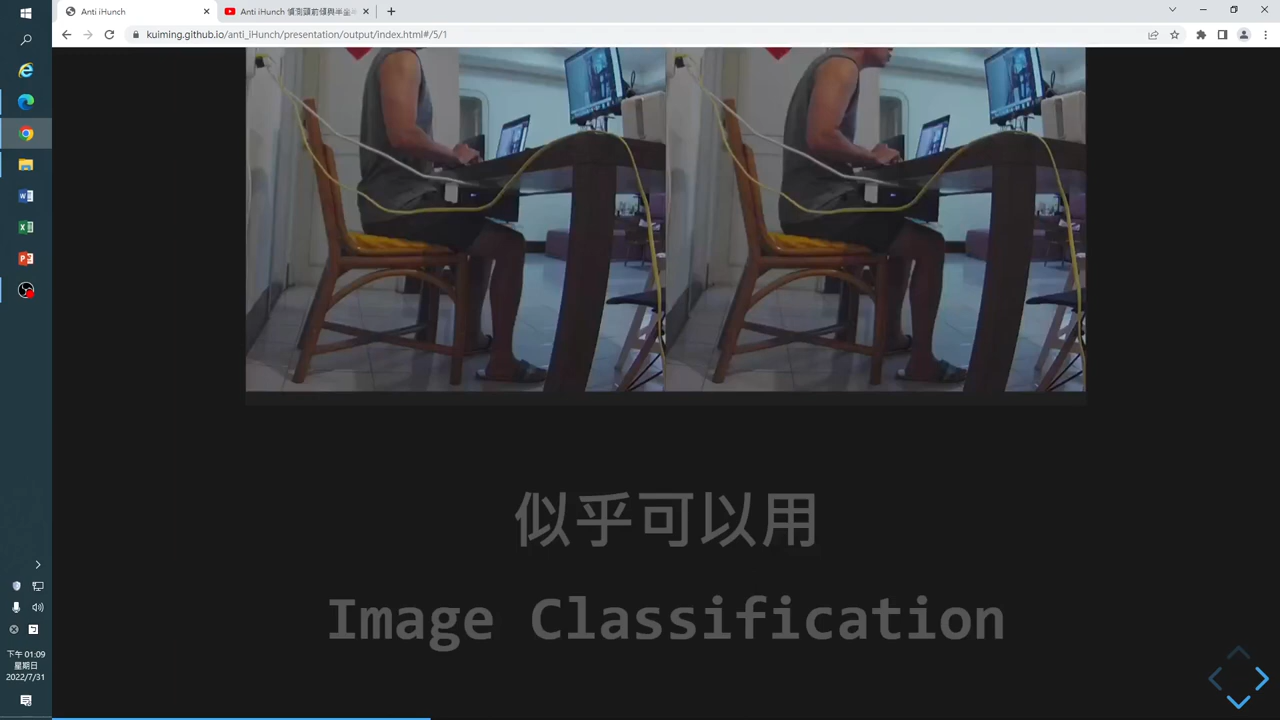 Anti iHunch
Anti iHunch 偵測頭前傾與半坐
kuiming.github.io/anti_iHunch/presentation/output/index.html#/5/1
似乎可以用
Image Classification
下午 01:09
星期日
2022/7/31